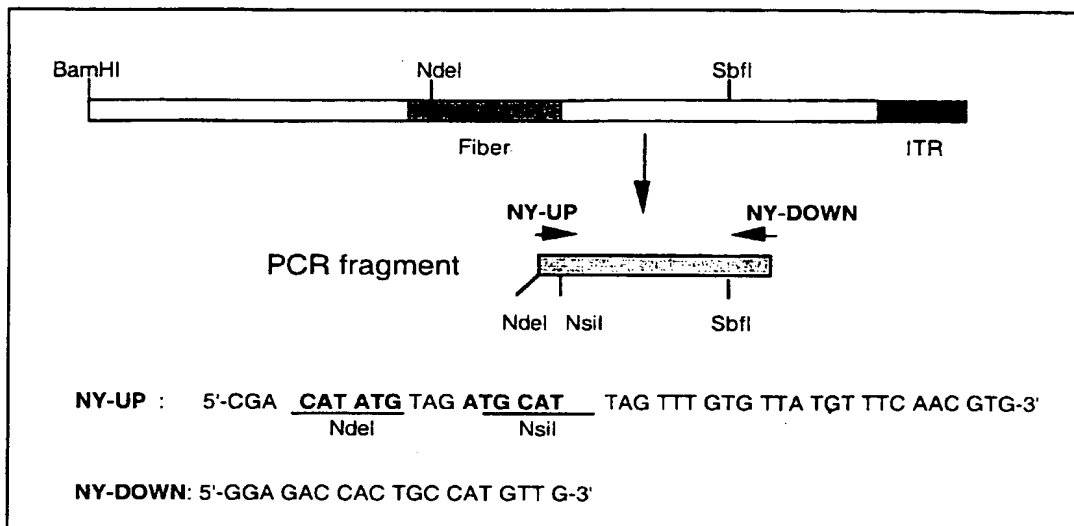 BamHI NdeI SbfI
Fiber ITR
NY-UP NY-DOWN
PCR fragment
NdeI NsiI SbfI
NY-UP : 5'-CGA CAT ATG TAG ATG CAT TAG TTT GTG TTA TGT TTC AAC GTG-3'
NdeI NsiI
NY-DOWN: 5'-GGA GAC CAC TGC CAT GTT G-3'